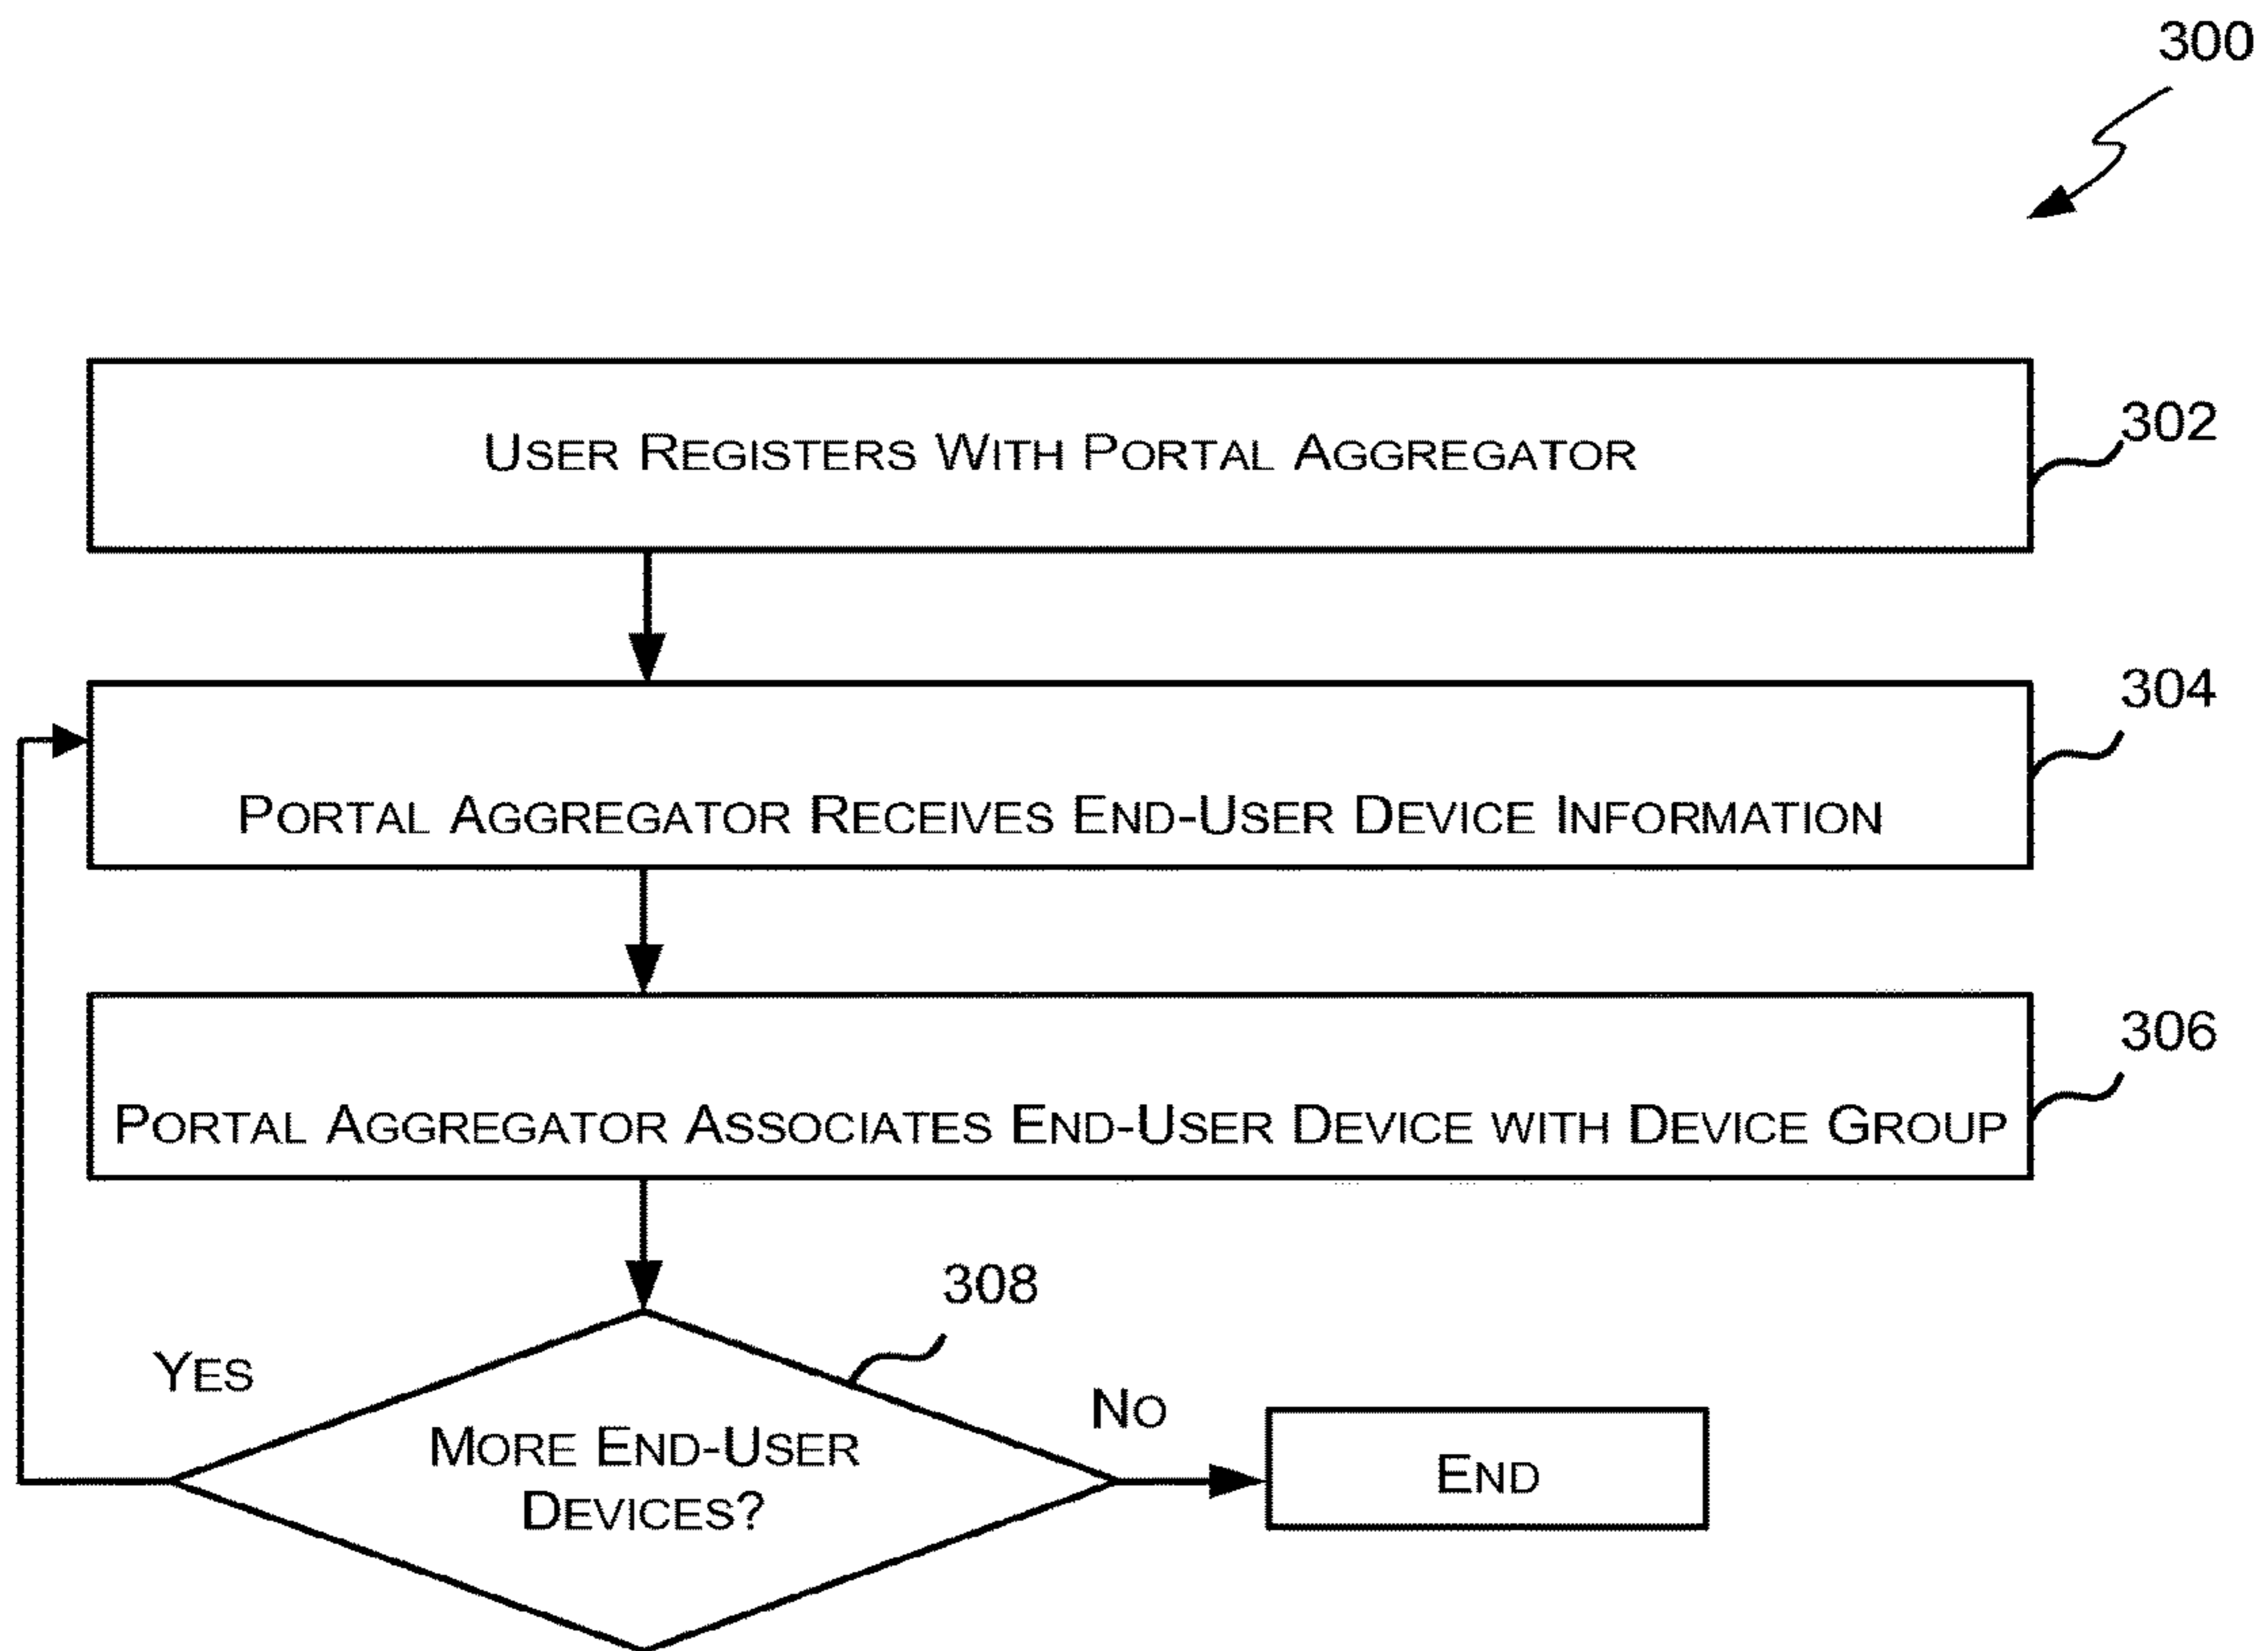 300
User Registers With Portal Aggregator
302
304
Portal Aggregator Receives End-User Device Information
306
Portal Aggregator Associates End-User Device with Device Group
308
Yes
No
More End-User
Devices?
End